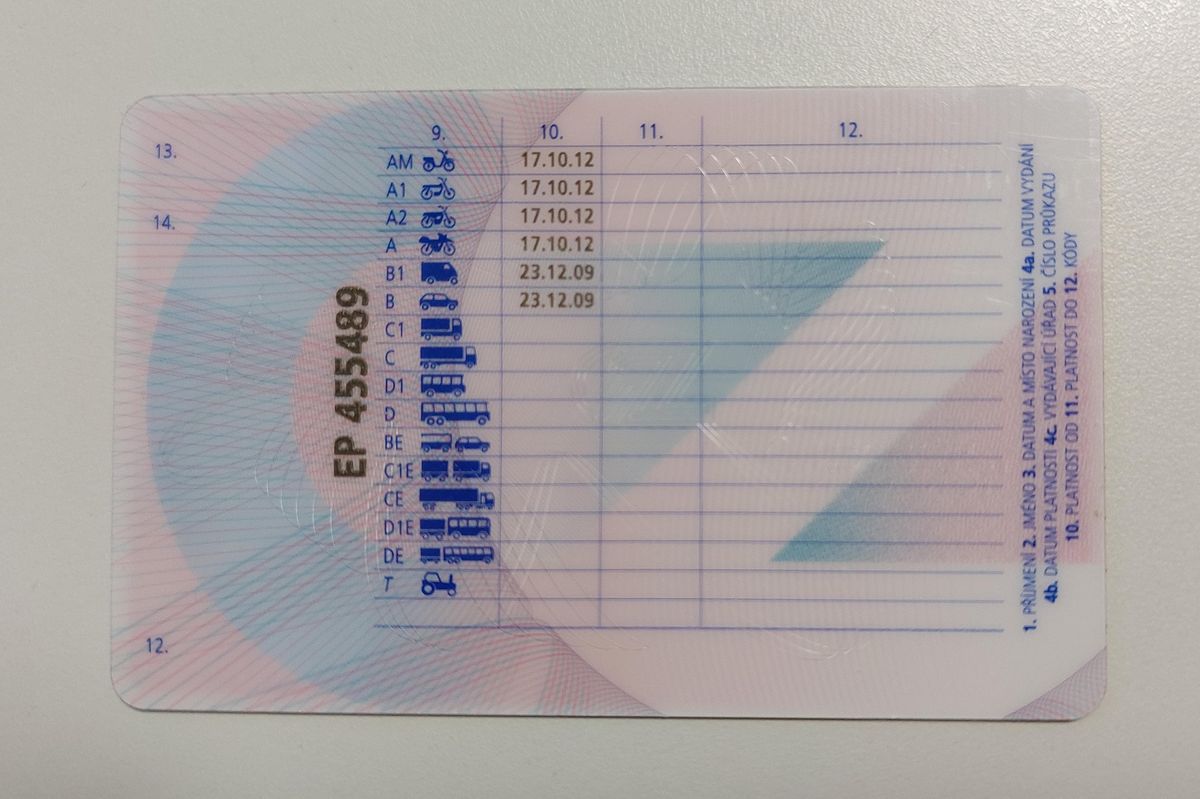 13.
14.
12.
EP 455489
9. 10. 11. 12.
AM 17.10.12
A1 17.10.12
A2 17.10.12
A 17.10.12
B1 23.12.09
B 23.12.09
C1
C
D1
D
BE
C1E
CE
D1E
DE
T
1. PŘÍJMENÍ 2. JMÉNO 3. DATUM A MÍSTO NAROZENÍ 4a. DATUM VYDÁNÍ
4b. DATUM PLATNOSTI 4c. VYDÁVAJÍCÍ ÚŘAD 5. ČÍSLO PRŮKAZU
10. PLATNOST OD 11. PLATNOST DO 12. KÓDY